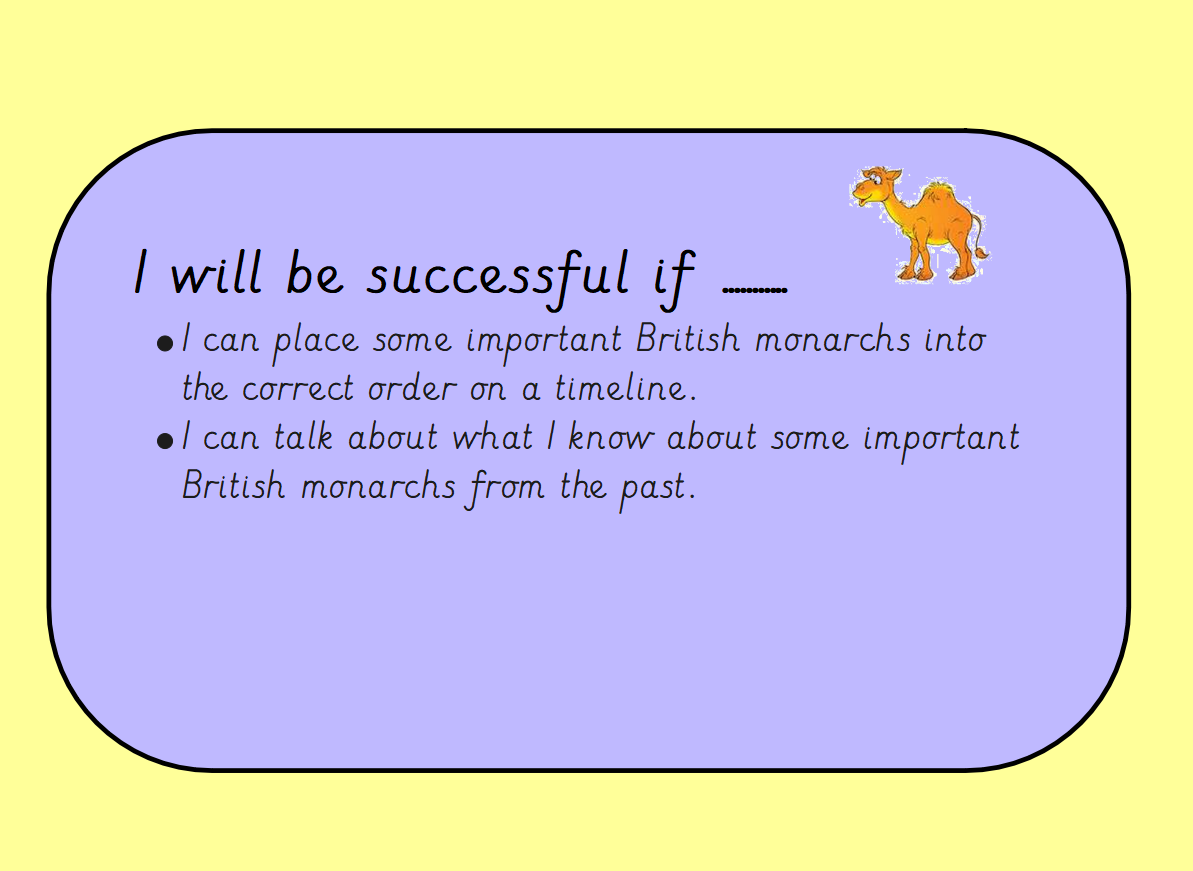 I will be successful if ...........
●I can place some important British monarchs into
the correct order on a timeline.
●I can talk about what I know about some important
British monarchs from the past.